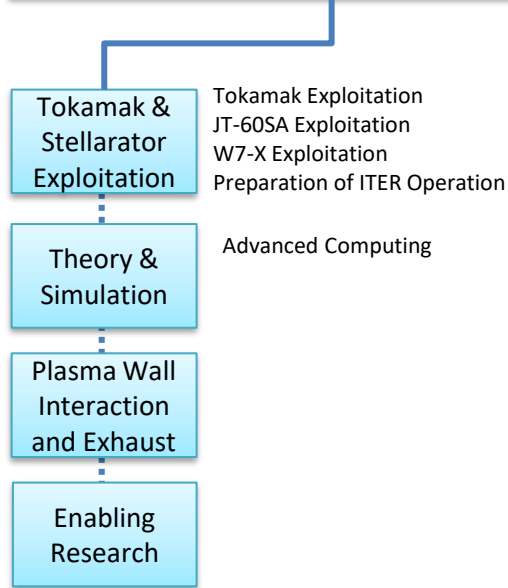 Tokamak &
Stellarator
Exploitation
Tokamak Exploitation
JT-60SA Exploitation
W7-X Exploitation
Preparation of ITER Operation
Theory &
Simulation
Advanced Computing
Plasma Wall
Interaction
and Exhaust
Enabling
Research